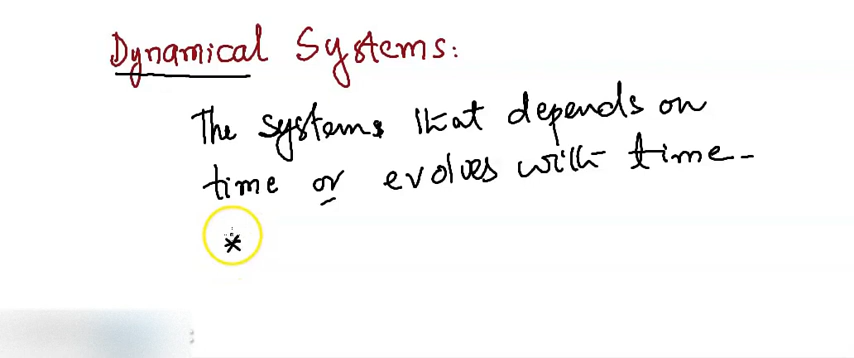 Dynamical Systems:
The systems that depends on
time or evolves with time-
*